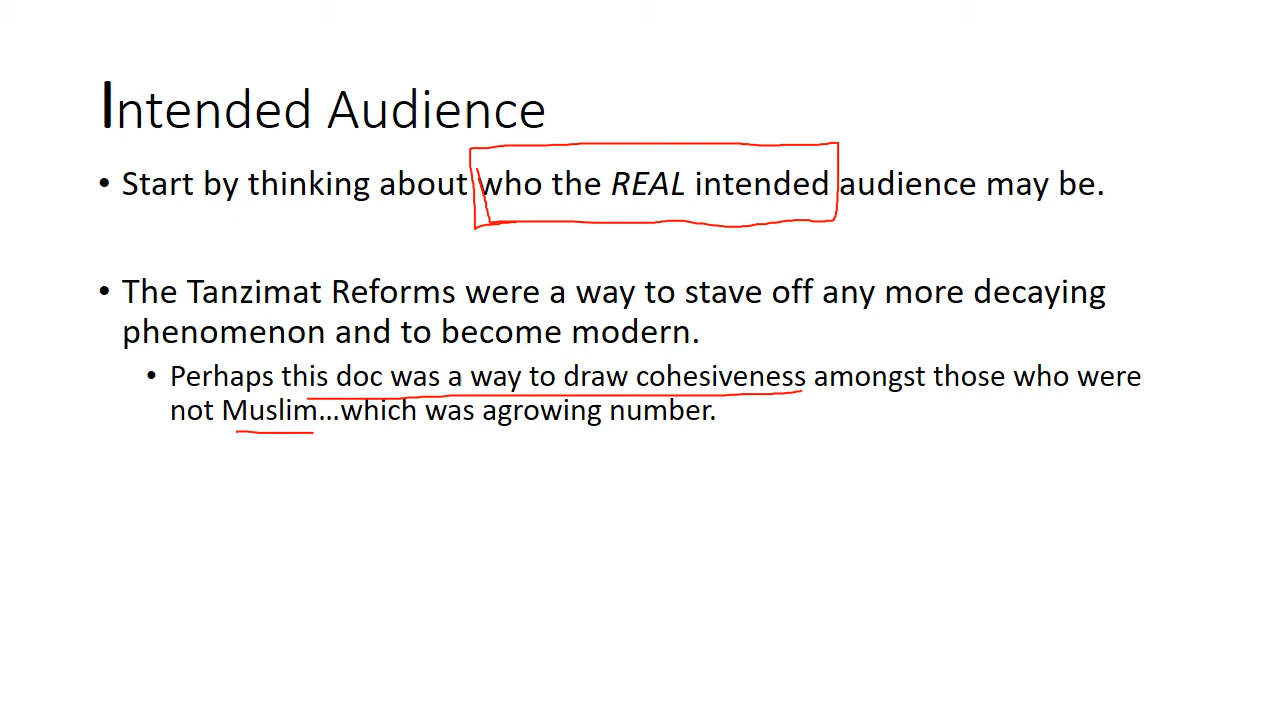 Intended Audience
• Start by thinking about who the REAL intended audience may be.
• The Tanzimat Reforms were a way to stave off any more decaying
phenomenon and to become modern.
• Perhaps this doc was a way to draw cohesiveness amongst those who were
not Muslim…which was agrowing number.